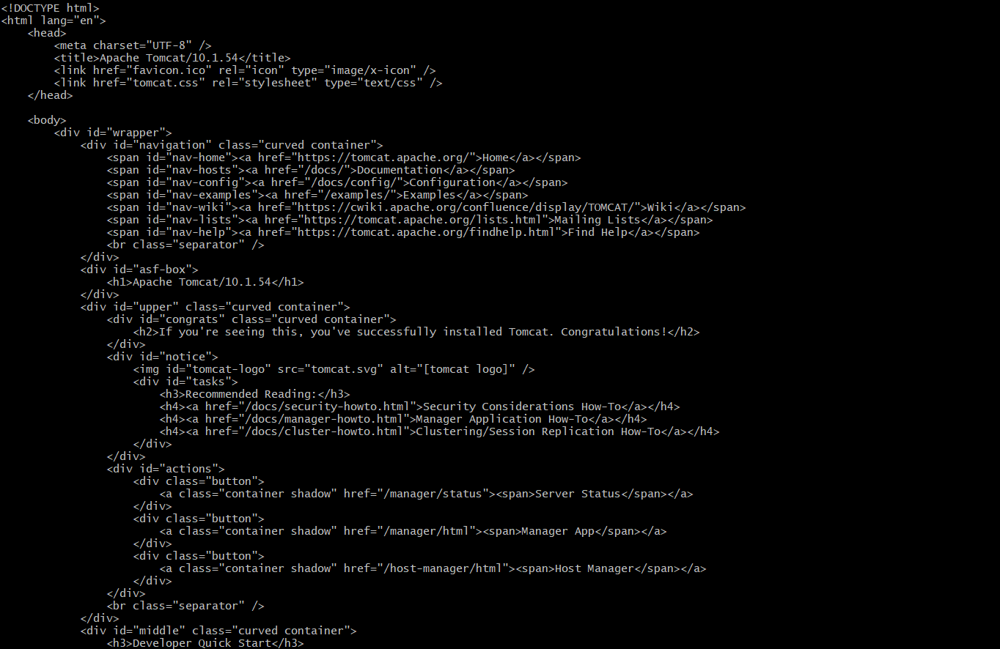 <!DOCTYPE html>
<html lang="en">
    <head>
        <meta charset="UTF-8" />
        <title>Apache Tomcat/10.1.54</title>
        <link href="favicon.ico" rel="icon" type="image/x-icon" />
        <link href="tomcat.css" rel="stylesheet" type="text/css" />
    </head>

    <body>
        <div id="wrapper">
            <div id="navigation" class="curved container">
                <span id="nav-home"><a href="https://tomcat.apache.org/">Home</a></span>
                <span id="nav-hosts"><a href="/docs/">Documentation</a></span>
                <span id="nav-config"><a href="/docs/config/">Configuration</a></span>
                <span id="nav-examples"><a href="/examples/">Examples</a></span>
                <span id="nav-wiki"><a href="https://cwiki.apache.org/confluence/display/TOMCAT/">Wiki</a></span>
                <span id="nav-lists"><a href="https://tomcat.apache.org/lists.html">Mailing Lists</a></span>
                <span id="nav-help"><a href="https://tomcat.apache.org/findhelp.html">Find Help</a></span>
                <br class="separator" />
            </div>
            <div id="asf-box">
                <h1>Apache Tomcat/10.1.54</h1>
            </div>
            <div id="upper" class="curved container">
                <div id="congrats" class="curved container">
                    <h2>If you're seeing this, you've successfully installed Tomcat. Congratulations!</h2>
                </div>
                <div id="notice">
                    <img id="tomcat-logo" src="tomcat.svg" alt="[tomcat logo]" />
                    <div id="tasks">
                        <h3>Recommended Reading:</h3>
                        <h4><a href="/docs/security-howto.html">Security Considerations How-To</a></h4>
                        <h4><a href="/docs/manager-howto.html">Manager Application How-To</a></h4>
                        <h4><a href="/docs/cluster-howto.html">Clustering/Session Replication How-To</a></h4>
                    </div>
                </div>
                <div id="actions">
                    <div class="button">
                        <a class="container shadow" href="/manager/status"><span>Server Status</span></a>
                    </div>
                    <div class="button">
                        <a class="container shadow" href="/manager/html"><span>Manager App</span></a>
                    </div>
                    <div class="button">
                        <a class="container shadow" href="/host-manager/html"><span>Host Manager</span></a>
                    </div>
                </div>
                <br class="separator" />
            </div>
            <div id="middle" class="curved container">
                <h3>Developer Quick Start</h3>